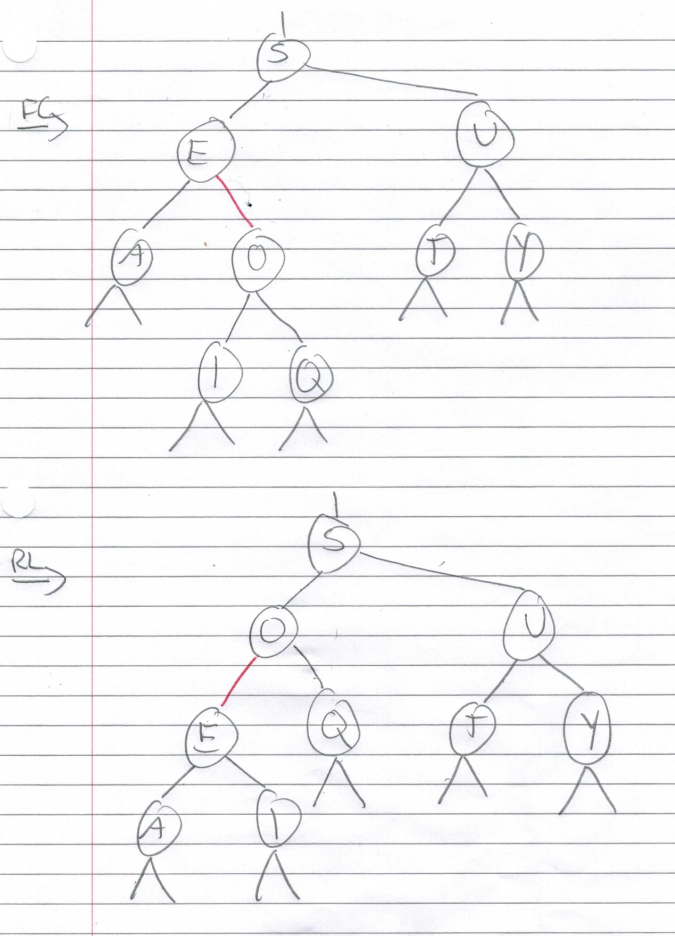 S
FC
E U
A O T Y
I Q
S
RL
O U
E Q T Y
A I